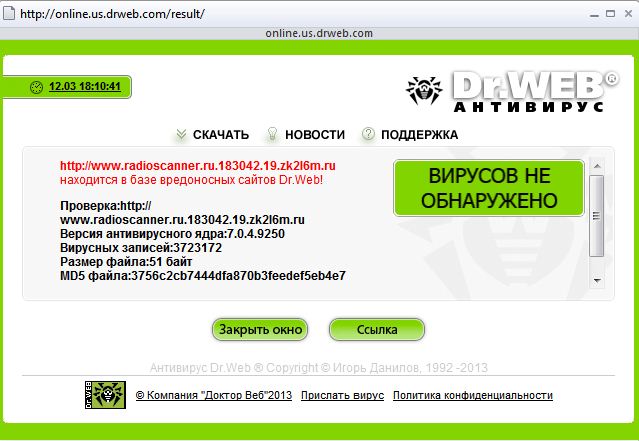 http://online.us.drweb.com/result/
online.us.drweb.com
12.03 18:10:41
Dr.WEB®
АНТИВИРУС
СКАЧАТЬ НОВОСТИ ПОДДЕРЖКА
http://www.radioscanner.ru.183042.19.zk2l6m.ru
находится в базе вредоносных сайтов Dr.Web!
ВИРУСОВ НЕ
ОБНАРУЖЕНО
Проверка:http://
www.radioscanner.ru.183042.19.zk2l6m.ru
Версия антивирусного ядра:7.0.4.9250
Вирусных записей:3723172
Размер файла:51 байт
MD5 файла:3756c2cb7444dfa870b3feedef5eb4e7
Закрыть окно Ссылка
Антивирус Dr.Web ® Copyright © Игорь Данилов, 1992 -2013
Dr.WEB
© Компания "Доктор Веб"2013 Прислать вирус Политика конфиденциальности